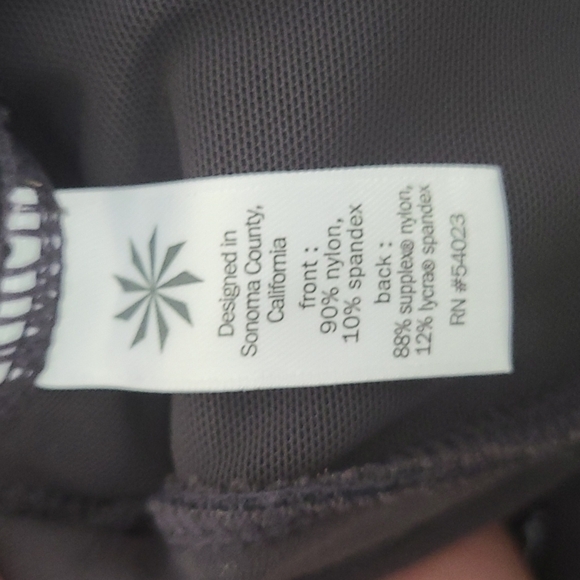 Designed in
Sonoma County,
California
front :
90% nylon,
10% spandex
back :
88% supplex® nylon,
12% lycra® spandex
RN #54023